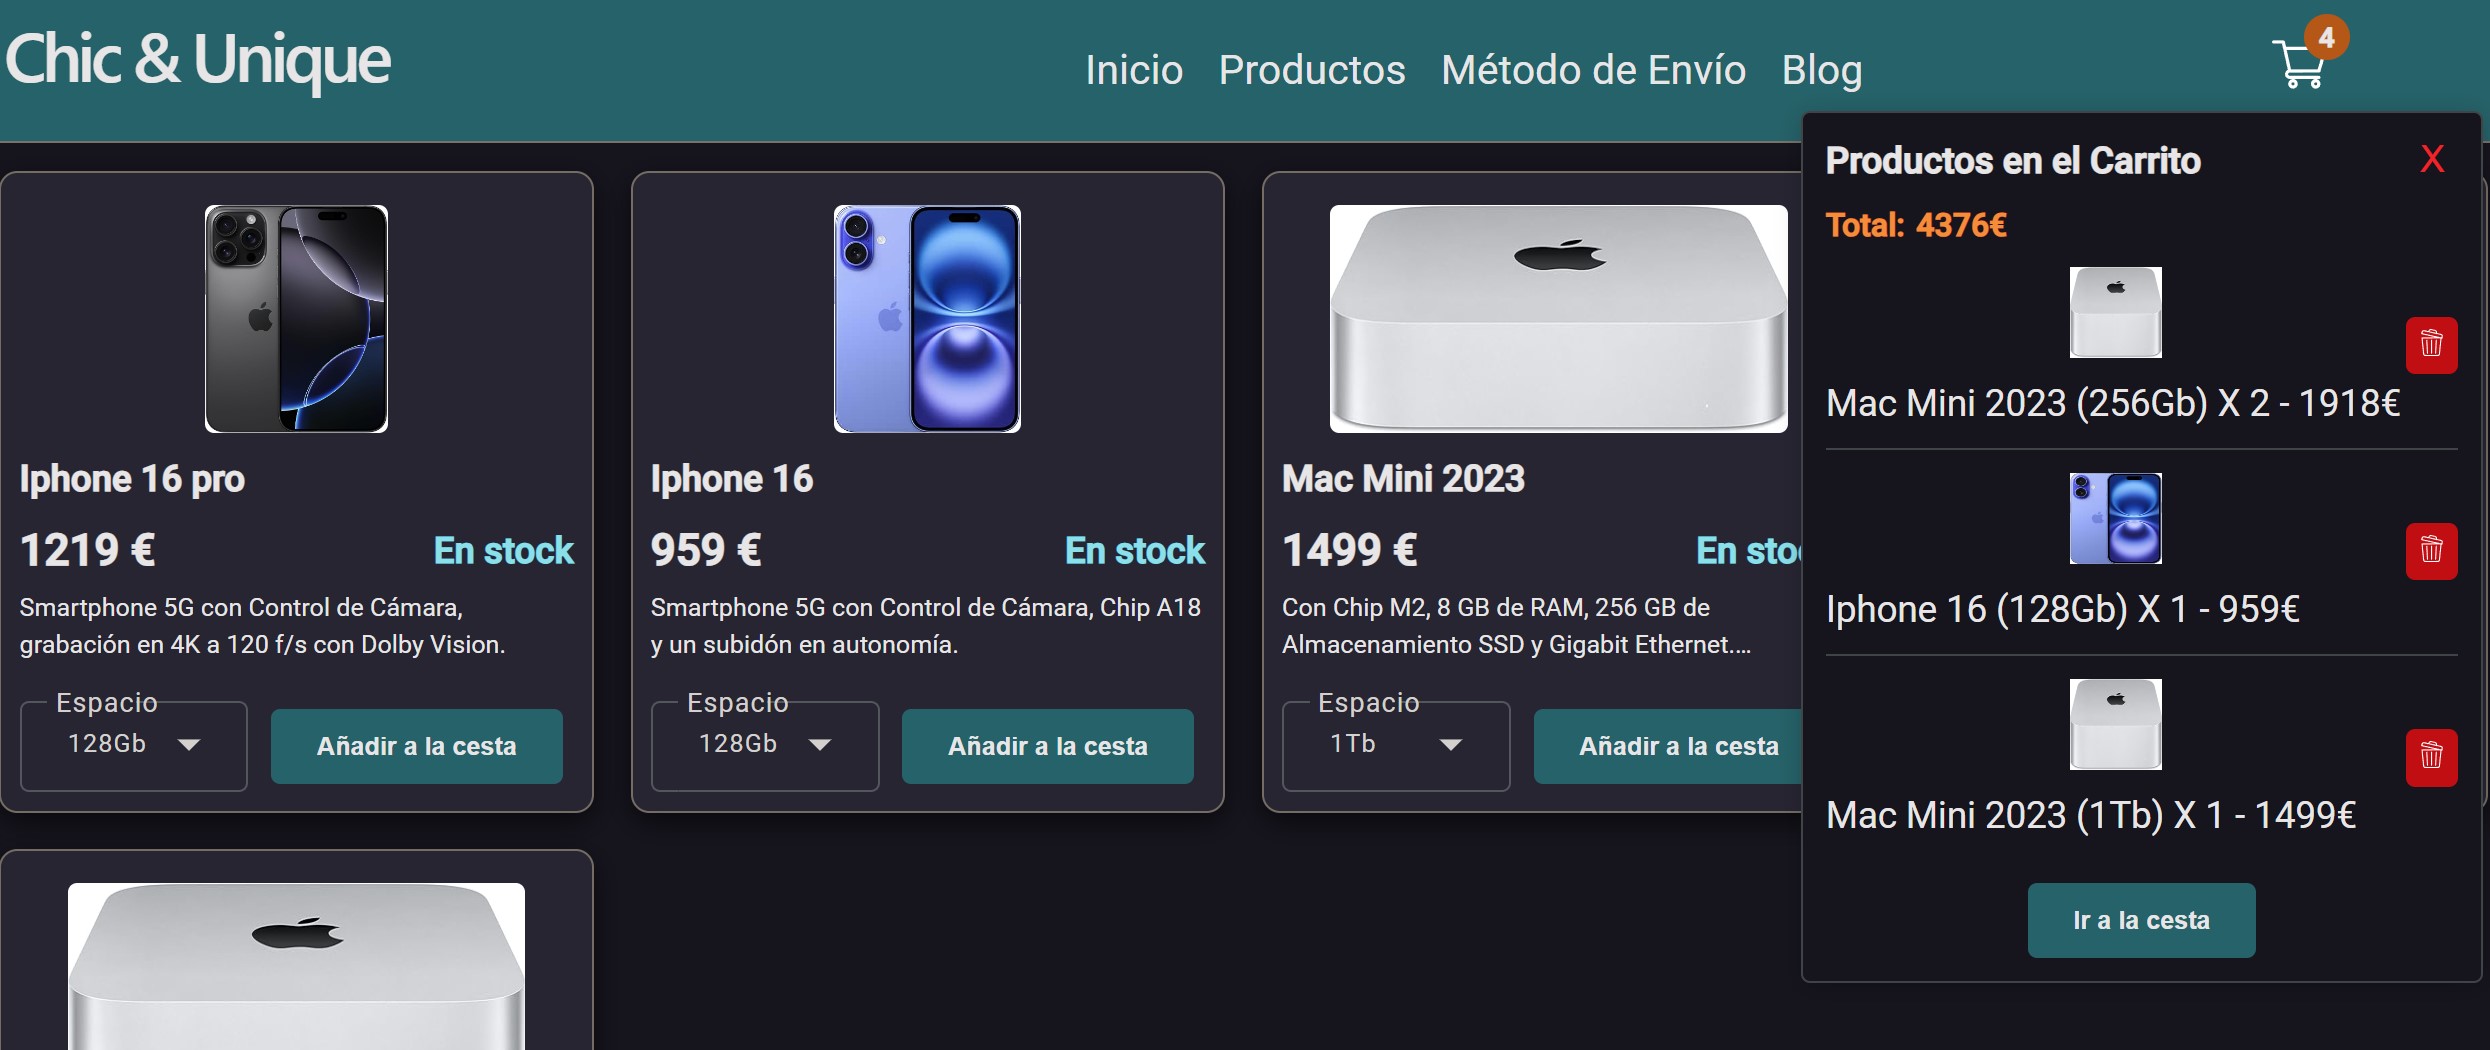 Chic & Unique
Inicio Productos Método de Envío Blog
4
Iphone 16 pro
1219 €
En stock
Smartphone 5G con Control de Cámara,
grabación en 4K a 120 f/s con Dolby Vision.
Espacio
128Gb
Añadir a la cesta
Iphone 16
959 €
En stock
Smartphone 5G con Control de Cámara, Chip A18
y un subidón en autonomía.
Espacio
128Gb
Añadir a la cesta
Mac Mini 2023
1499 €
En sto
Con Chip M2, 8 GB de RAM, 256 GB de
Almacenamiento SSD y Gigabit Ethernet....
Espacio
1Tb
Añadir a la cesta
Productos en el Carrito
X
Total: 4376€
Mac Mini 2023 (256Gb) X 2 - 1918€
Iphone 16 (128Gb) X 1 - 959€
Mac Mini 2023 (1Tb) X 1 - 1499€
Ir a la cesta